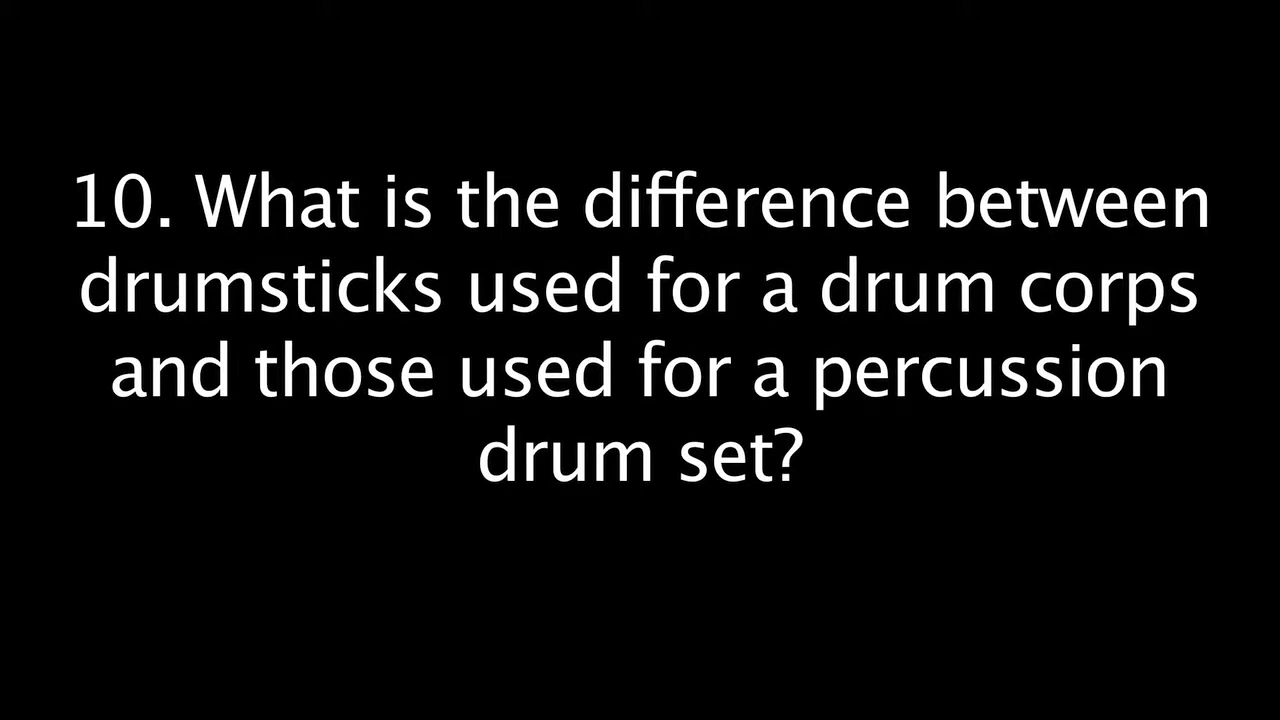 10. What is the difference between
drumsticks used for a drum corps
and those used for a percussion
drum set?